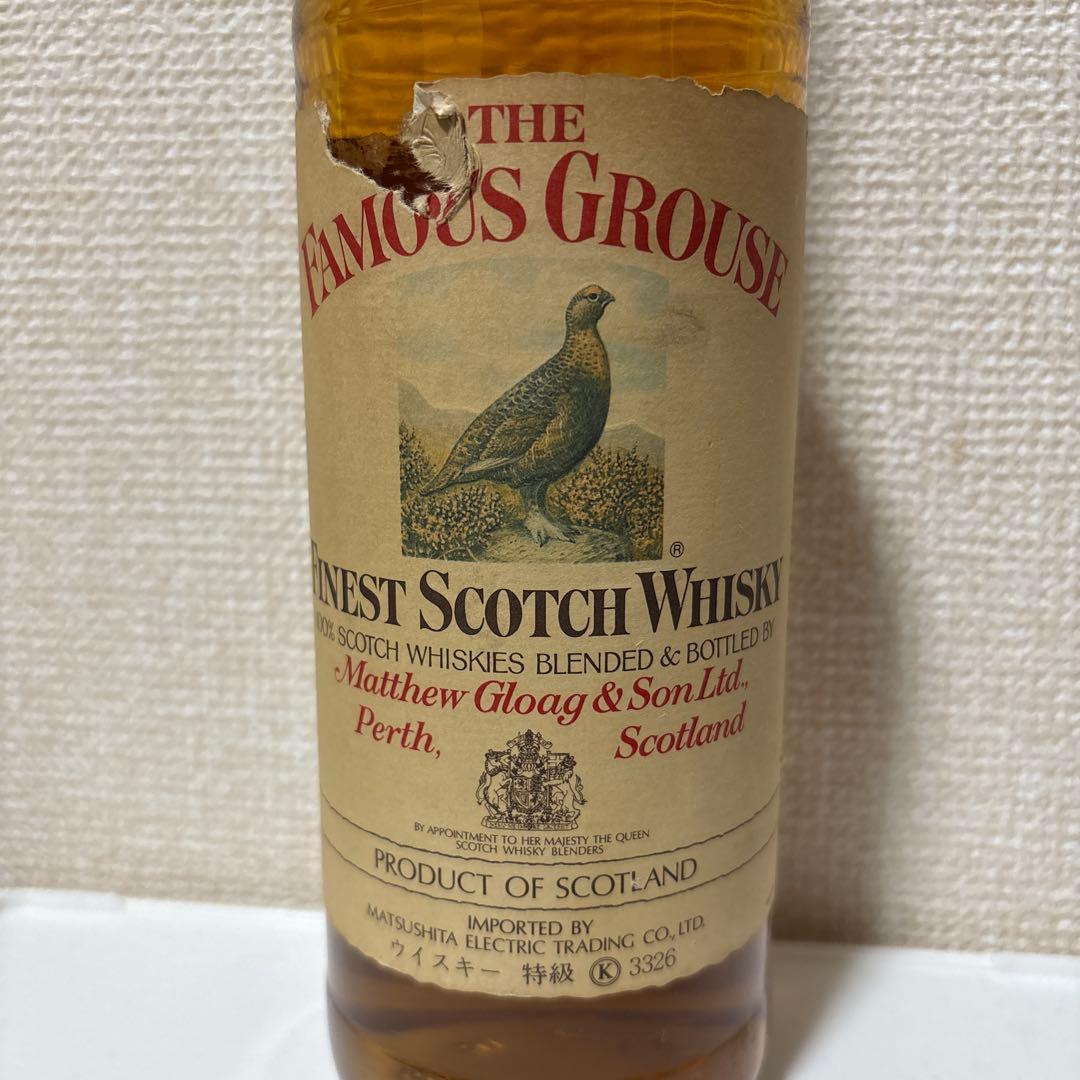 THE
FAMOUS GROUSE
®
FINEST SCOTCH WHISKY
100% SCOTCH WHISKIES BLENDED & BOTTLED BY
Matthew Gloag & Son Ltd.,
Perth, Scotland
BY APPOINTMENT TO HER MAJESTY THE QUEEN
SCOTCH WHISKY BLENDERS
PRODUCT OF SCOTLAND
IMPORTED BY
MATSUSHITA ELECTRIC TRADING CO., LTD.
ウイスキー 特級 Ⓚ 3326